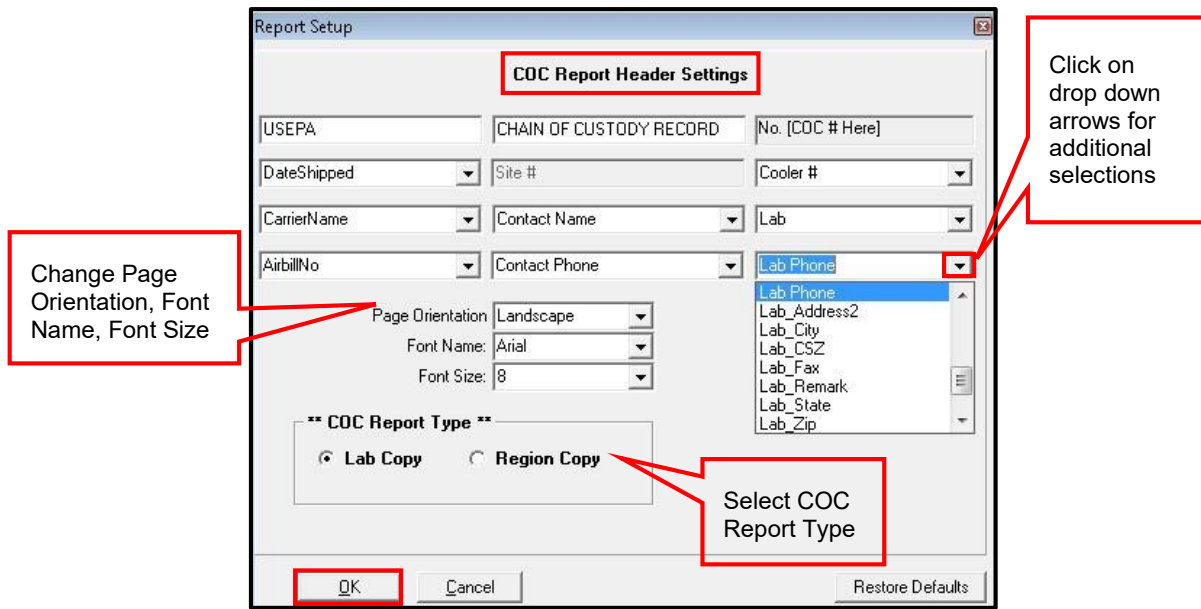 Report Setup
COC Report Header Settings
USEPA
CHAIN OF CUSTODY RECORD
No. [COC # Here]
DateShipped
Site #
Cooler #
CarrierName
Contact Name
Lab
AirbillNo
Contact Phone
Lab Phone
Lab Phone
Lab_Address2
Lab_City
Lab_CSZ
Lab_Fax
Lab_Remark
Lab_State
Lab_Zip
Page Orientation Landscape
Font Name: Arial
Font Size: 8
** COC Report Type **
Lab Copy
Region Copy
OK
Cancel
Restore Defaults
Click on
drop down
arrows for
additional
selections
Change Page
Orientation, Font
Name, Font Size
Select COC
Report Type